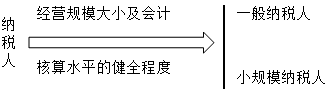 纳税人
经营规模大小及会计
核算水平的健全程度
一般纳税人
小规模纳税人